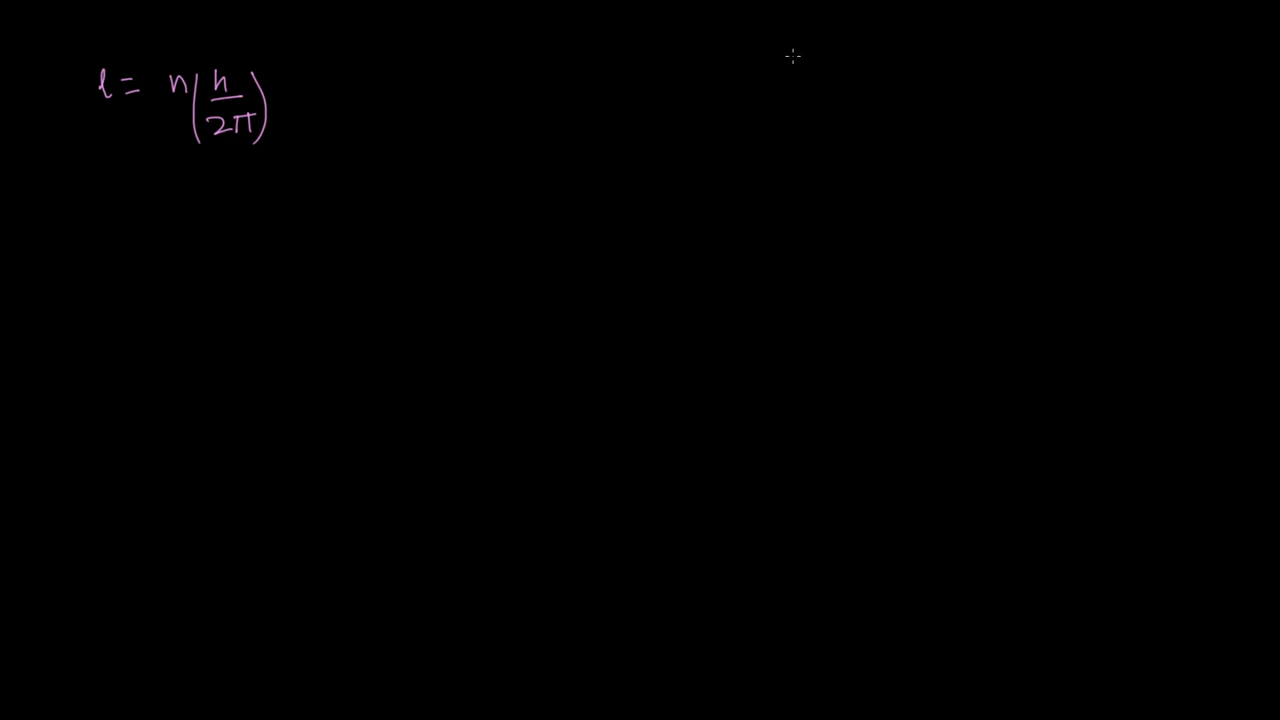 l = n(h/2π)